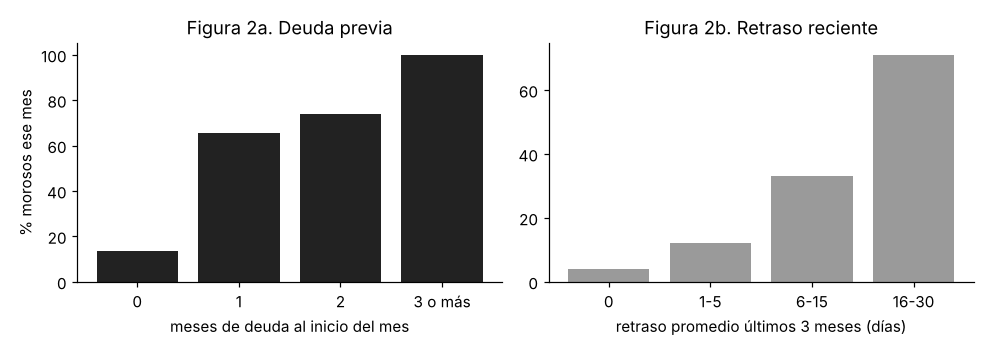 Figura 2a. Deuda previa
% morosos ese mes
100
80
60
40
20
0
0 1 2 3 o más
meses de deuda al inicio del mes
Figura 2b. Retraso reciente
60
40
20
0
0 1-5 6-15 16-30
retraso promedio últimos 3 meses (días)